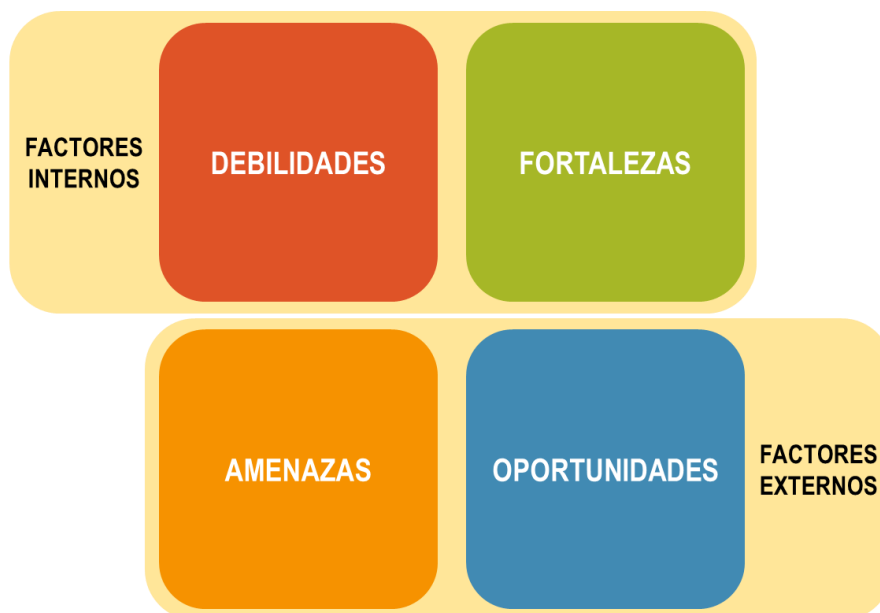 FACTORES
INTERNOS
DEBILIDADES
FORTALEZAS
AMENAZAS
OPORTUNIDADES
FACTORES
EXTERNOS